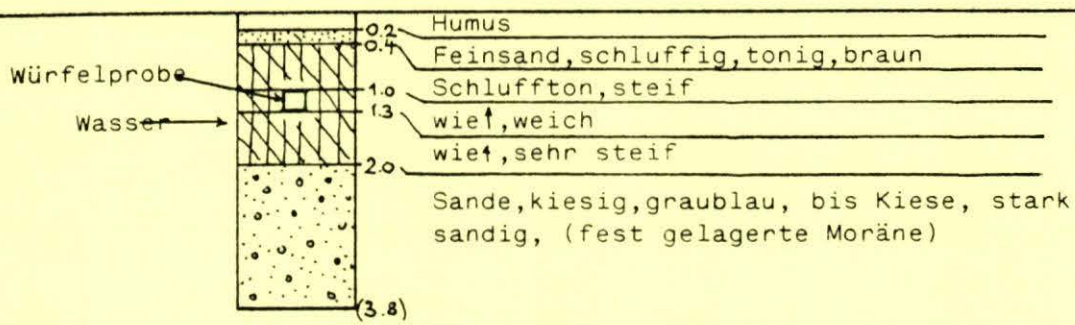 0.2 Humus
0.4 Feinsand,schluffig,tonig,braun
Würfelprobe
1.0 Schluffton,steif
Wasser
1.3 wie↑,weich
wie↑,sehr steif
2.0
Sande,kiesig,graublau, bis Kiese, stark
sandig, (fest gelagerte Moräne)
(3.8)